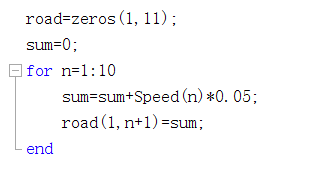 road=zeros(1,11);
sum=0;
for n=1:10
    sum=sum+Speed(n)*0.05;
    road(1,n+1)=sum;
end